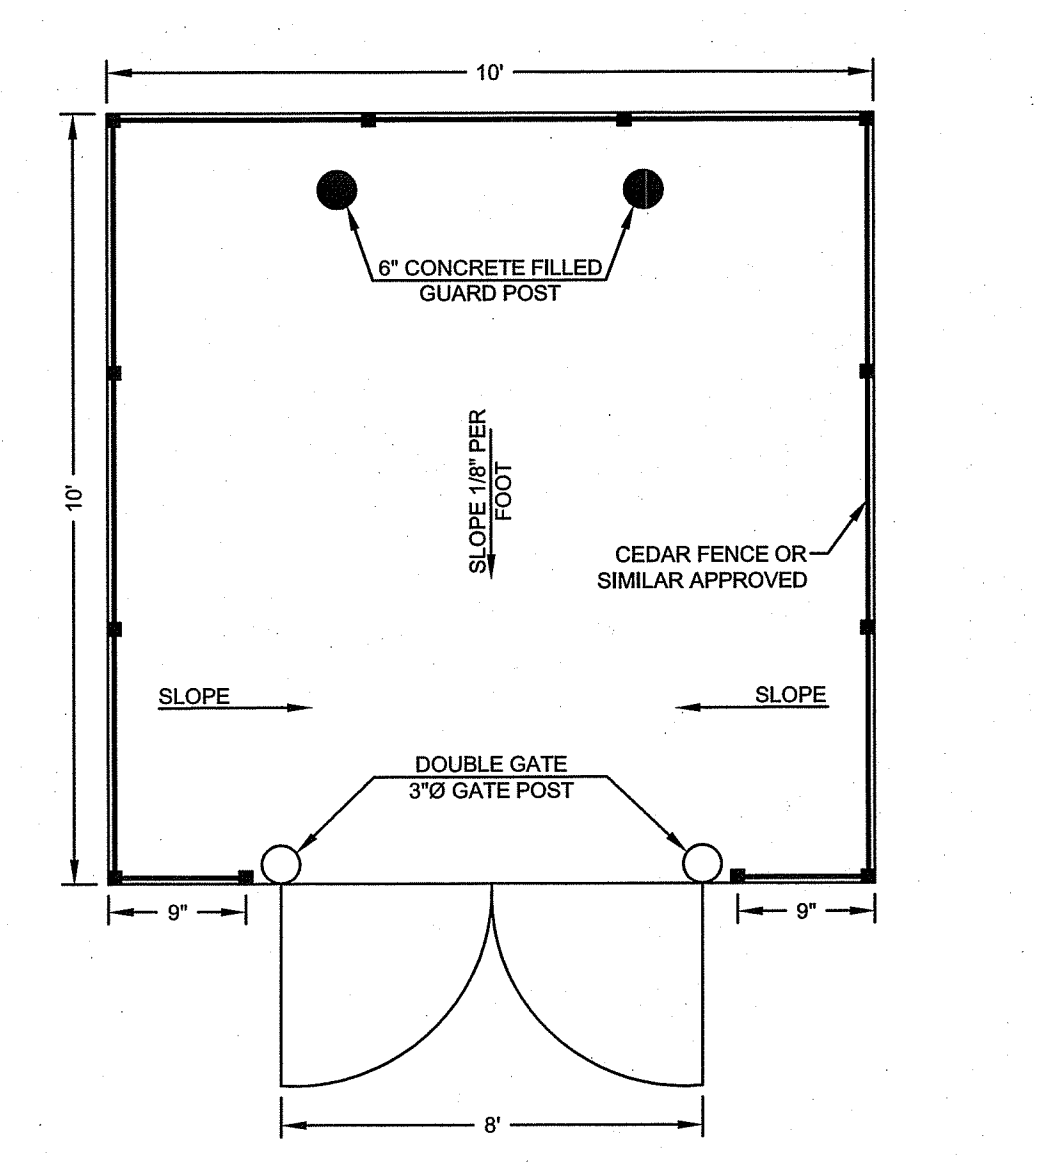 10'
6" CONCRETE FILLED
GUARD POST
10'
SLOPE 1/8" PER
FOOT
CEDAR FENCE OR
SIMILAR APPROVED
SLOPE
SLOPE
DOUBLE GATE
3"Ø GATE POST
9"
9"
8'